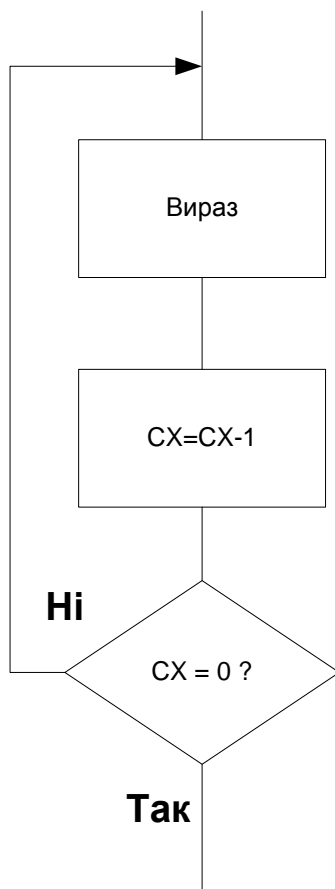 Вираз
CX=CX-1
Ні
CX = 0 ?
Так